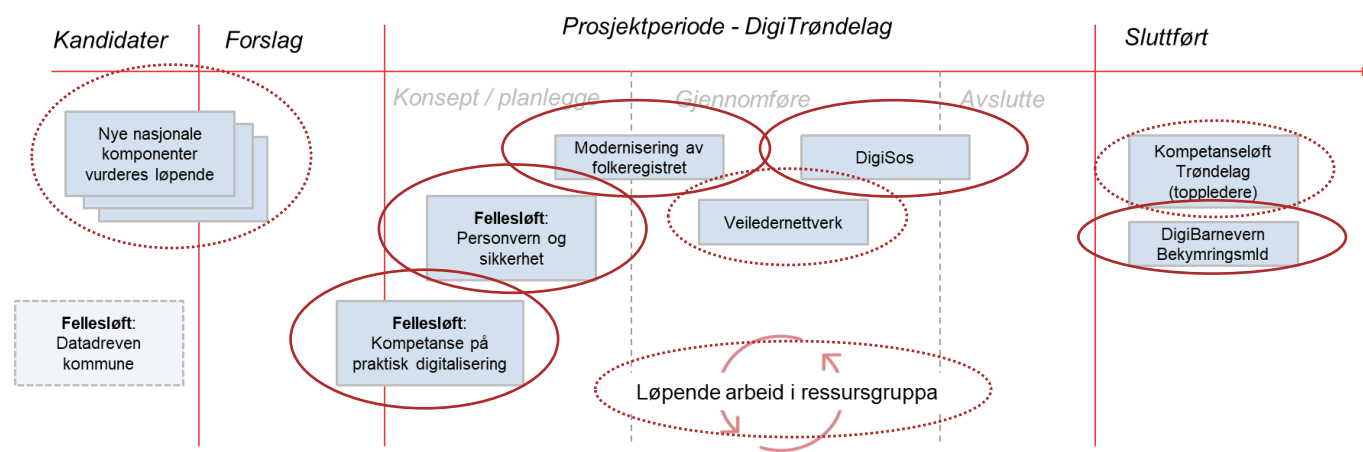 Kandidater
Forslag
Prosjektperiode - DigiTrøndelag
Sluttført
Konsept / planlegge
Gjennomføre
Avslutte
Nye nasjonale
komponenter
vurderes løpende
Modernisering av
folkeregistret
DigiSos
Kompetanseløft
Trøndelag
(toppledere)
Fellesløft:
Personvern og
sikkerhet
Veiledernettverk
DigiBarnevern
Bekymringsmld
Fellesløft:
Datadreven
kommune
Fellesløft:
Kompetanse på
praktisk digitalisering
Løpende arbeid i ressursgruppa